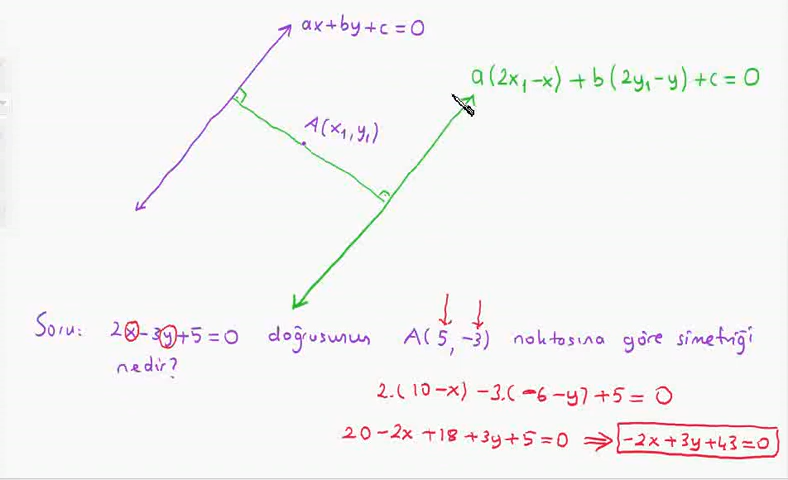 ax+by+c=0
a(2x₁-x)+b(2y₁-y)+c=0
A(x₁,y₁)
Soru: 2x-3y+5=0 doğrusunun A(5,-3) noktasına göre simetriği
nedir?
2.(10-x)-3.(-6-y)+5=0
20-2x+18+3y+5=0 ⇒ -2x+3y+43=0